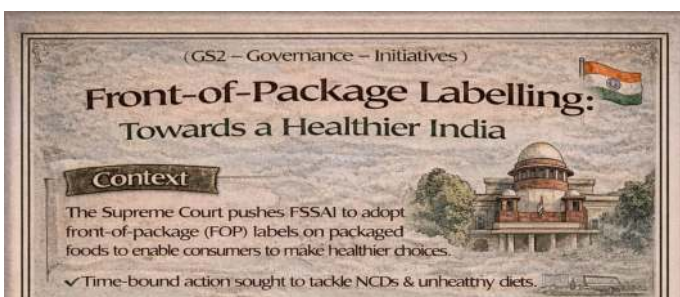 (GS2 – Governance – Initiatives)
Front-of-Package Labelling:
Towards a Healthier India
Context
The Supreme Court pushes FSSAI to adopt
front-of-package (FOP) labels on packaged
foods to enable consumers to make healthier choices.
✓Time-bound action sought to tackle NCDs & unheattny diets.